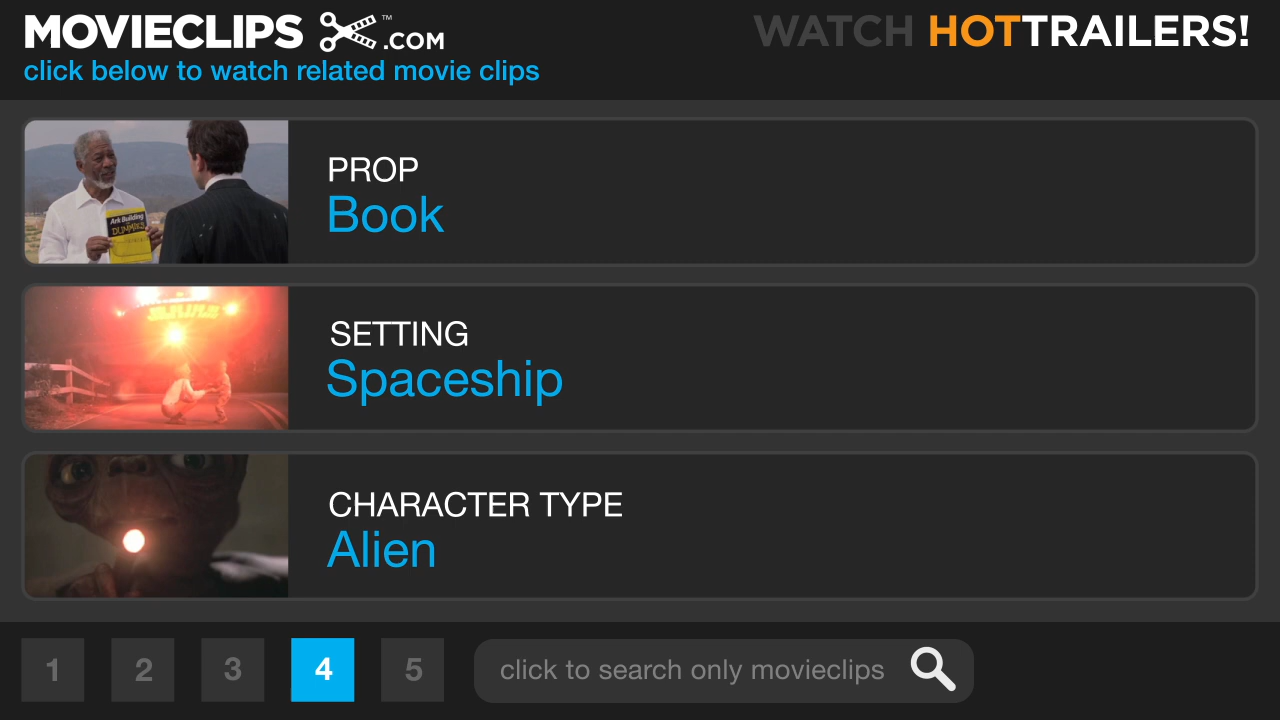 MOVIECLIPS ™ .COM
WATCH HOTTRAILERS!
click below to watch related movie clips
Ark Building
for DUMMIES
PROP
Book
SETTING
Spaceship
CHARACTER TYPE
Alien
1 2 3 4 5
click to search only movieclips